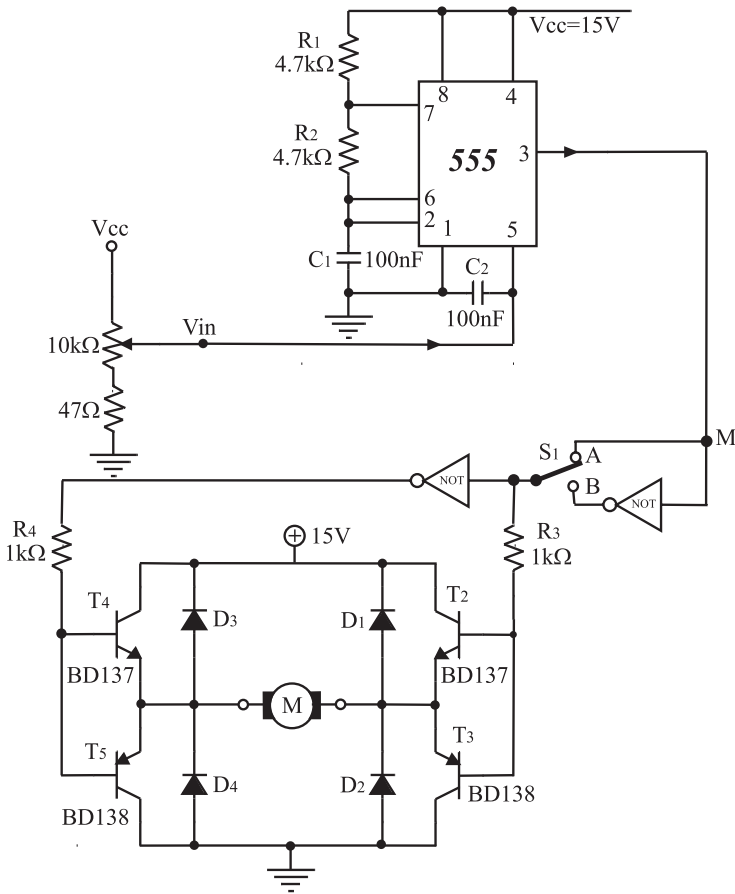 Vcc=15V
R1
4.7kΩ
8
4
7
R2
4.7kΩ
555
3
6
2
1
5
C1
100nF
C2
100nF
Vcc
10kΩ
Vin
47Ω
M
S1
A
B
NOT
NOT
R4
1kΩ
R3
1kΩ
15V
T4
D3
D1
T2
BD137
BD137
M
T5
D4
D2
T3
BD138
BD138